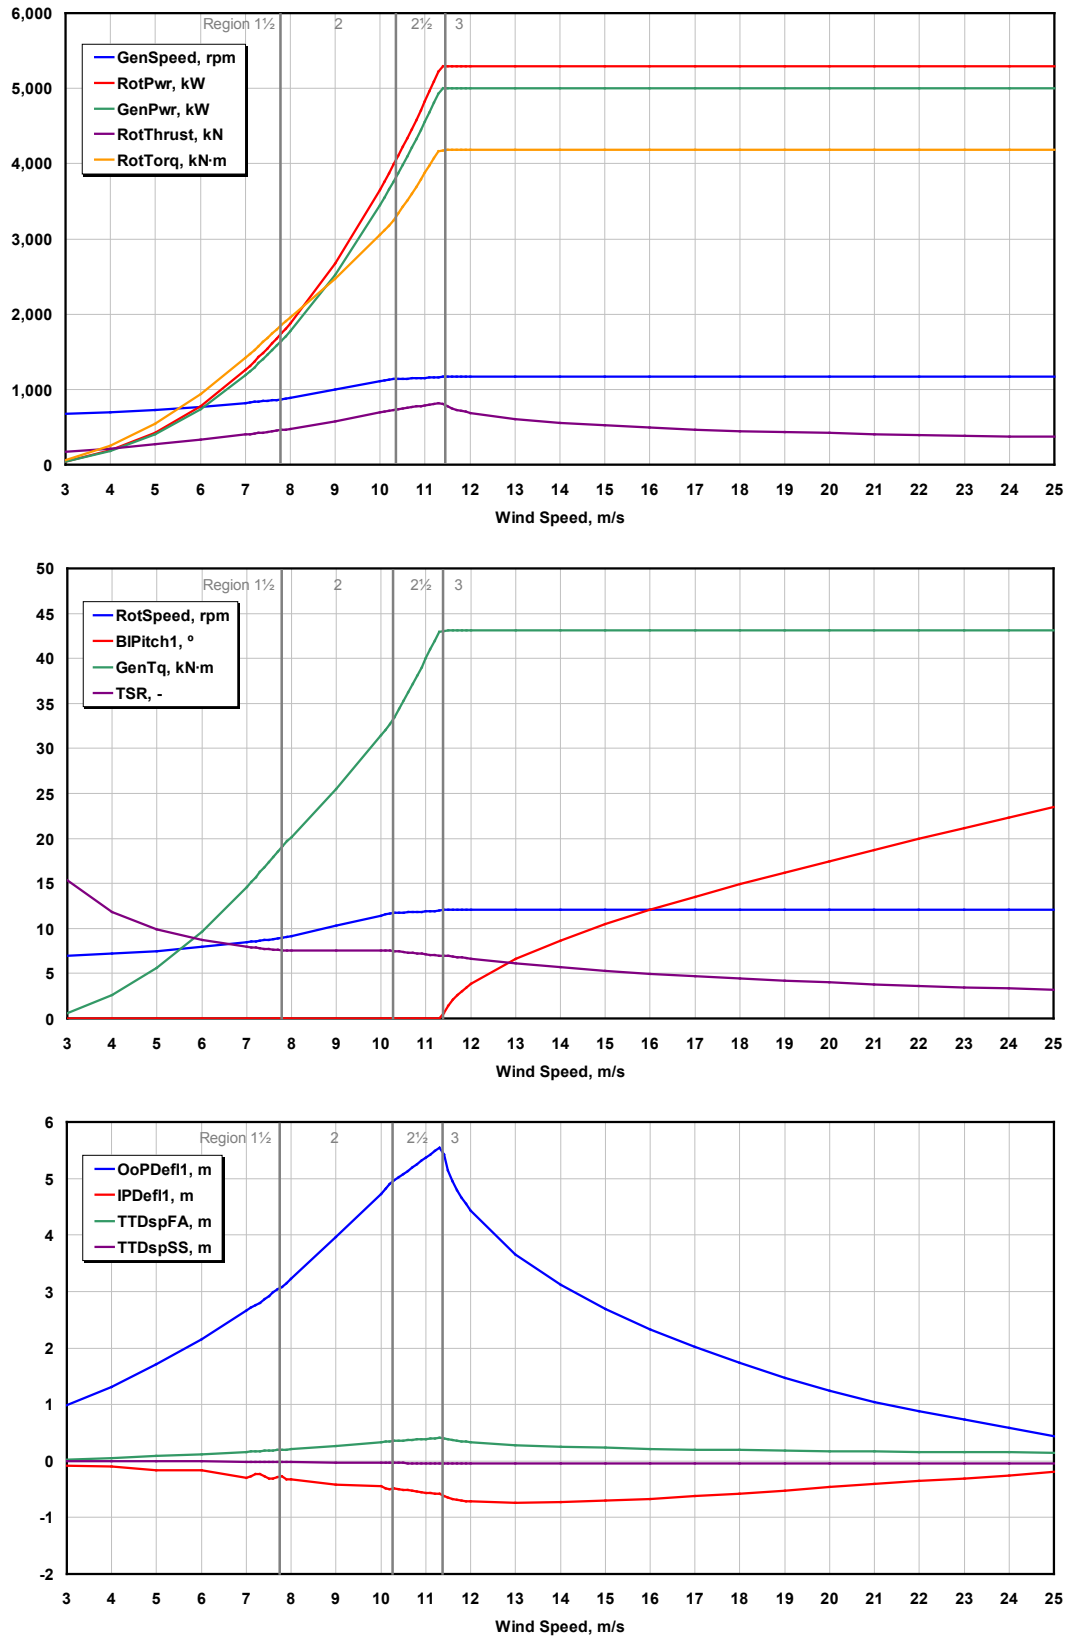 6,000
5,000
4,000
3,000
2,000
1,000
0
Region 1½ 2 2½ 3
GenSpeed, rpm
RotPwr, kW
GenPwr, kW
RotThrust, kN
RotTorq, kN·m
3 4 5 6 7 8 9 10 11 12 13 14 15 16 17 18 19 20 21 22 23 24 25
Wind Speed, m/s
50
45
40
35
30
25
20
15
10
5
0
Region 1½ 2 2½ 3
RotSpeed, rpm
BlPitch1, º
GenTq, kN·m
TSR, -
3 4 5 6 7 8 9 10 11 12 13 14 15 16 17 18 19 20 21 22 23 24 25
Wind Speed, m/s
6
5
4
3
2
1
0
-1
-2
Region 1½ 2 2½ 3
OoPDefl1, m
IPDefl1, m
TTDspFA, m
TTDspSS, m
3 4 5 6 7 8 9 10 11 12 13 14 15 16 17 18 19 20 21 22 23 24 25
Wind Speed, m/s